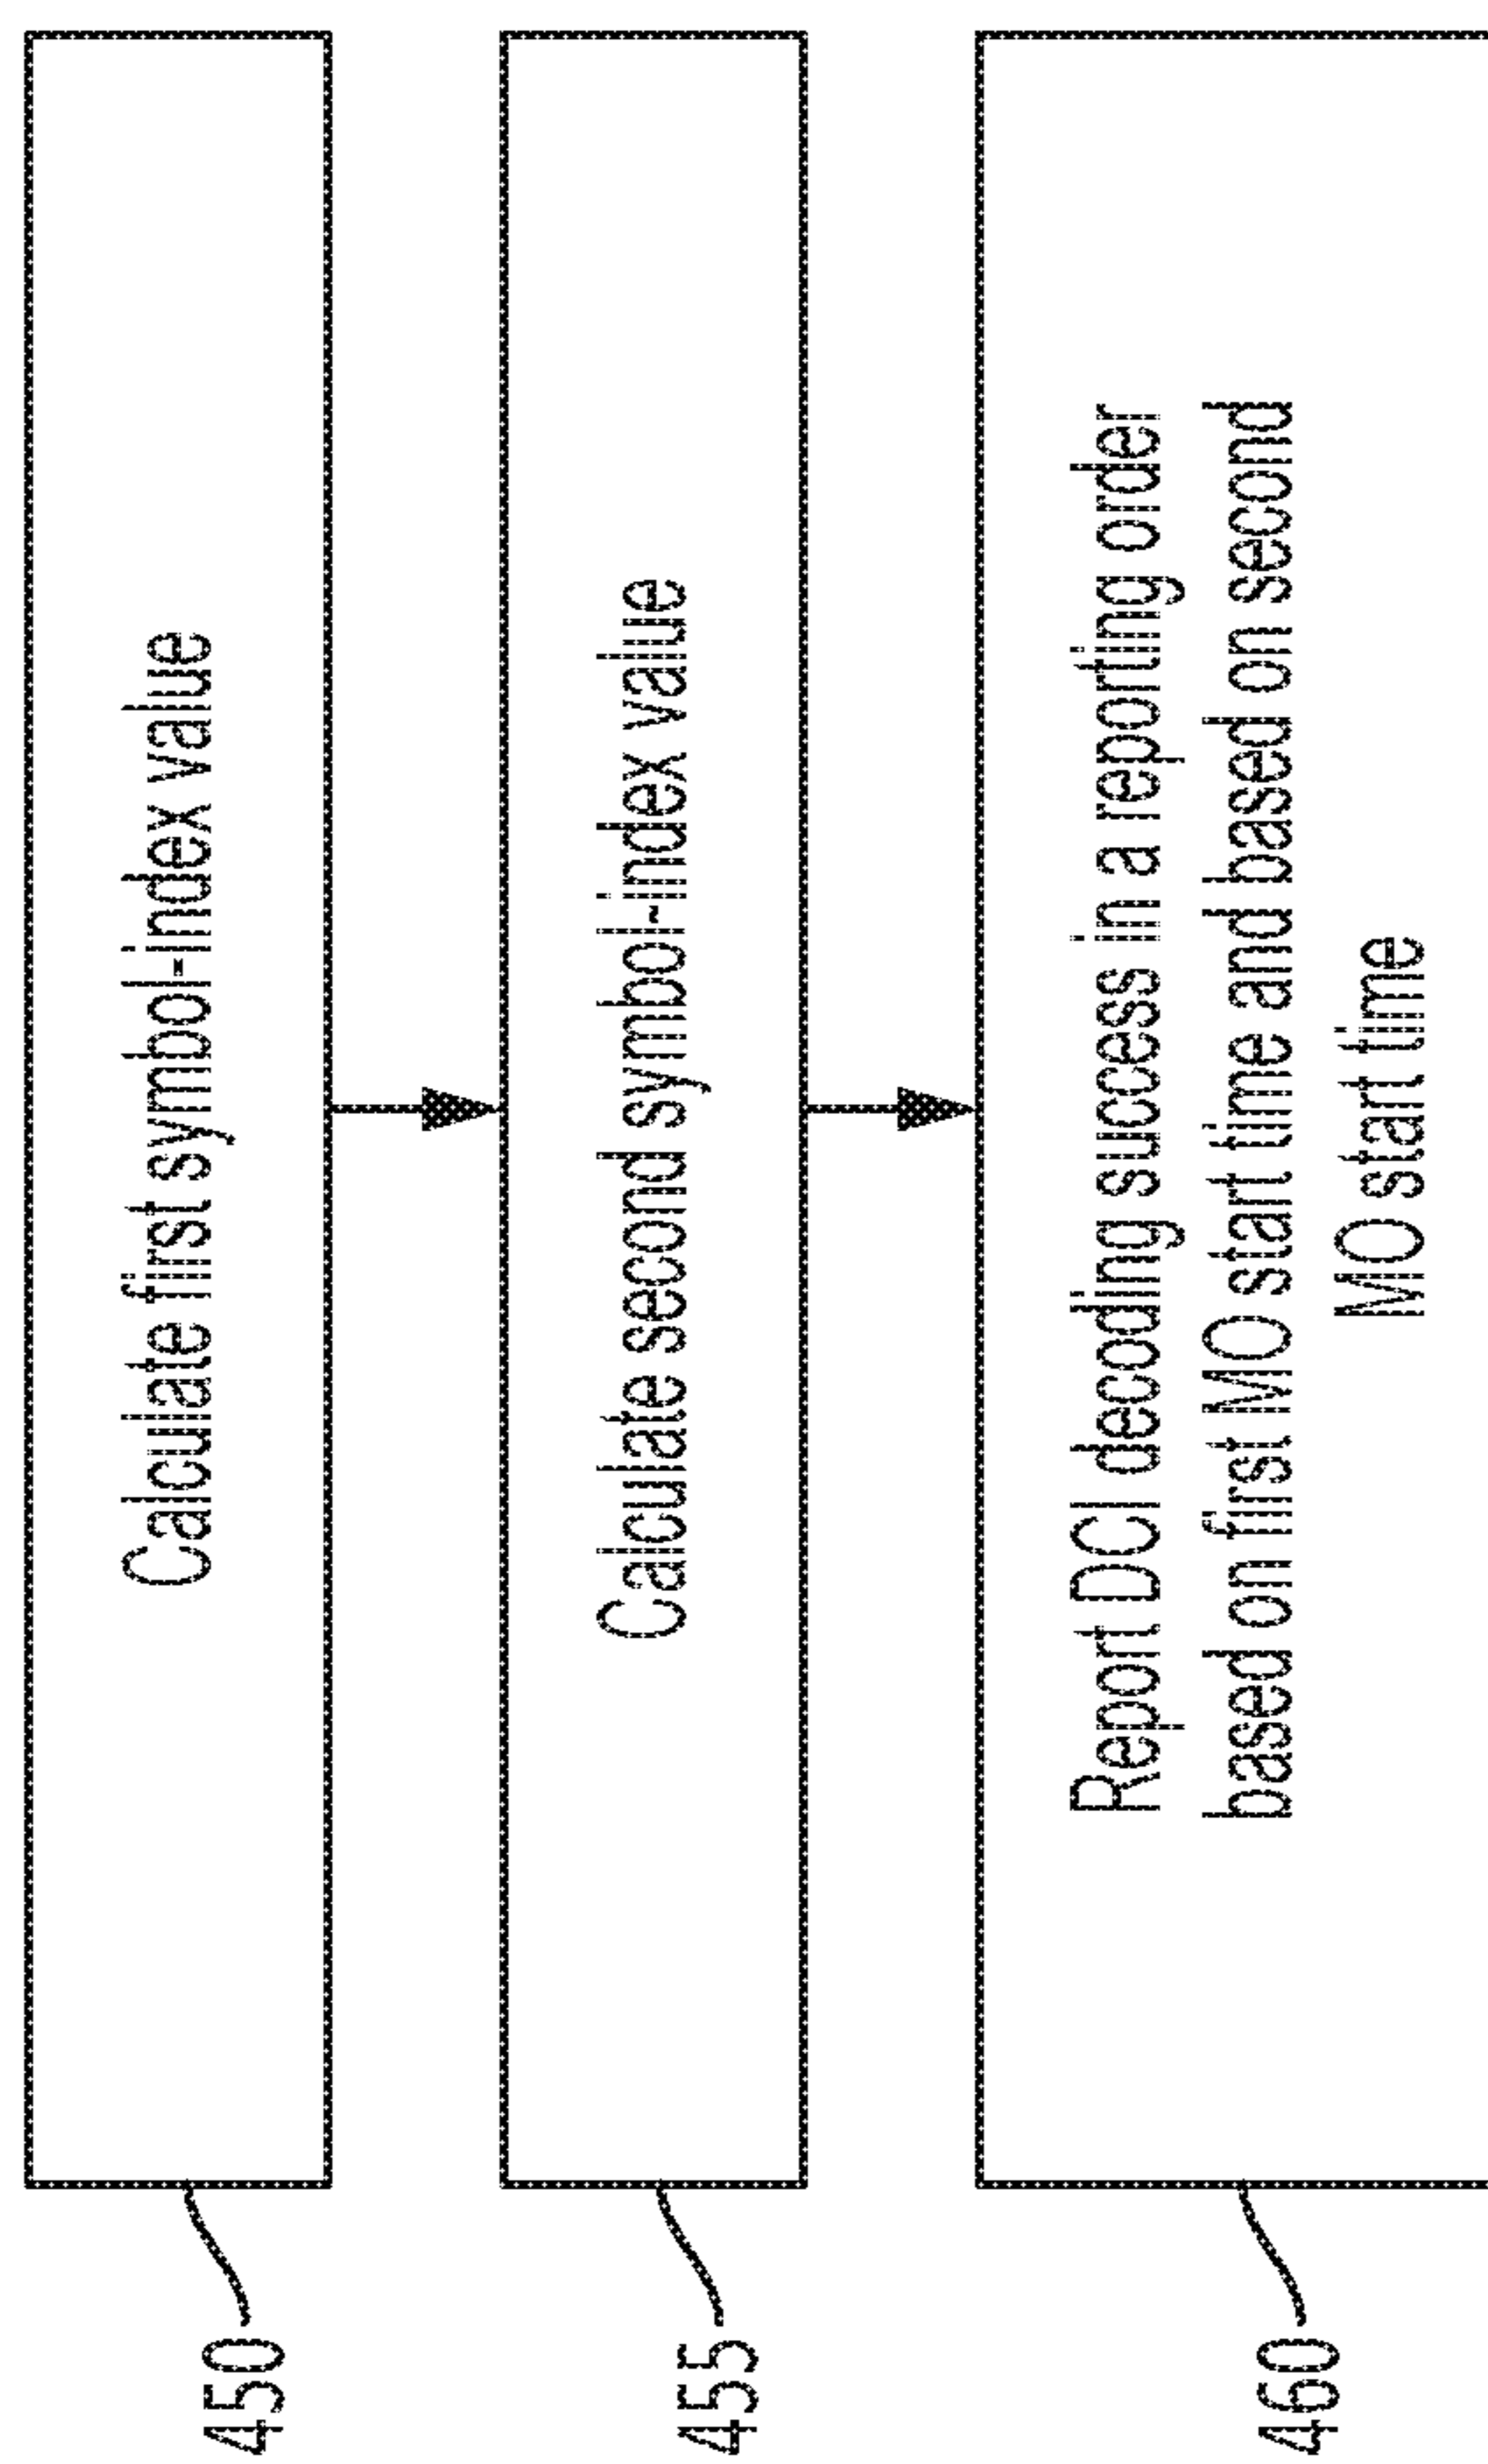 450
Calculate first symbol-index value
455
Calculate second symbol-index value
460
Report DCI decoding success in a reporting order
based on first MO start time and based on second
MO start time